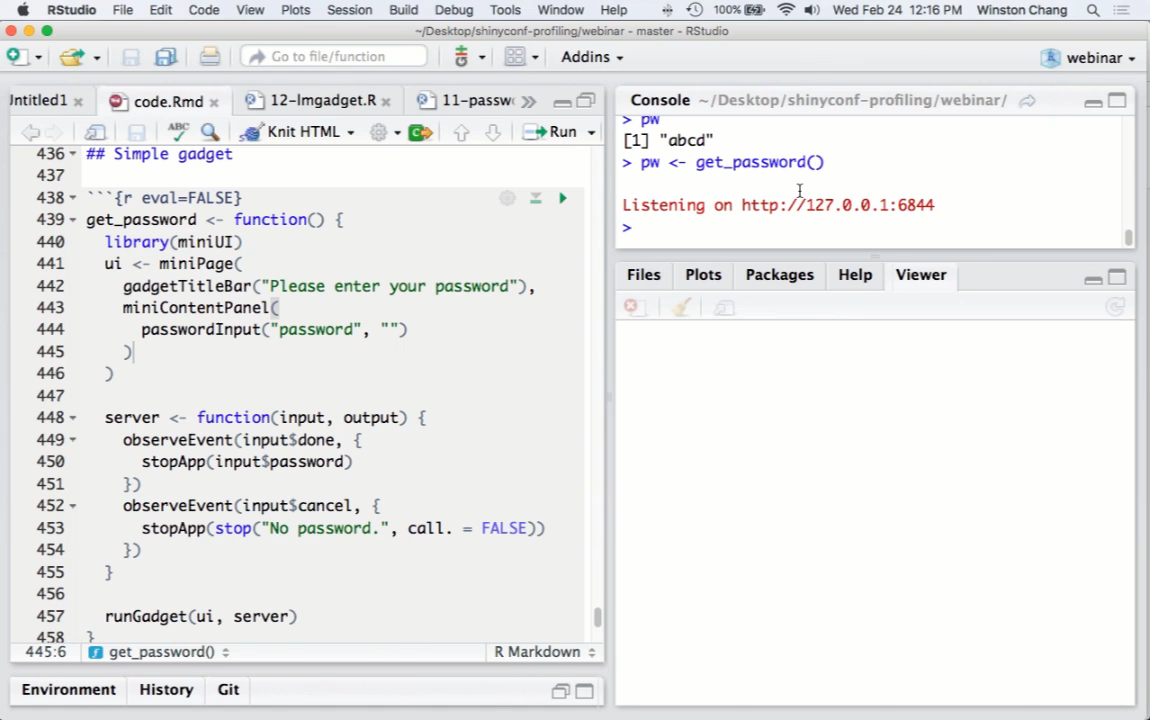 RStudio File Edit Code View Plots Session Build Debug Tools Window Help 100% Wed Feb 24 12:16 PM Winston Chang
~/Desktop/shinyconf-profiling/webinar - master - RStudio
Go to file/function Addins webinar
Intitled1 code.Rmd 12-lmgadget.R 11-passw
ABC Knit HTML Run
436 ## Simple gadget
437
438 ```{r eval=FALSE}
439 get_password <- function() {
440 library(miniUI)
441 ui <- miniPage(
442 gadgetTitleBar("Please enter your password"),
443 miniContentPanel(
444 passwordInput("password", "")
445 )
446 )
447
448 server <- function(input, output) {
449 observeEvent(input$done, {
450 stopApp(input$password)
451 })
452 observeEvent(input$cancel, {
453 stopApp(stop("No password.", call. = FALSE))
454 })
455 }
456
457 runGadget(ui, server)
458 }
445:6 get_password() R Markdown
Environment History Git
Console ~/Desktop/shinyconf-profiling/webinar/
> pw
[1] "abcd"
> pw <- get_password()
Listening on http://127.0.0.1:6844
>
Files Plots Packages Help Viewer